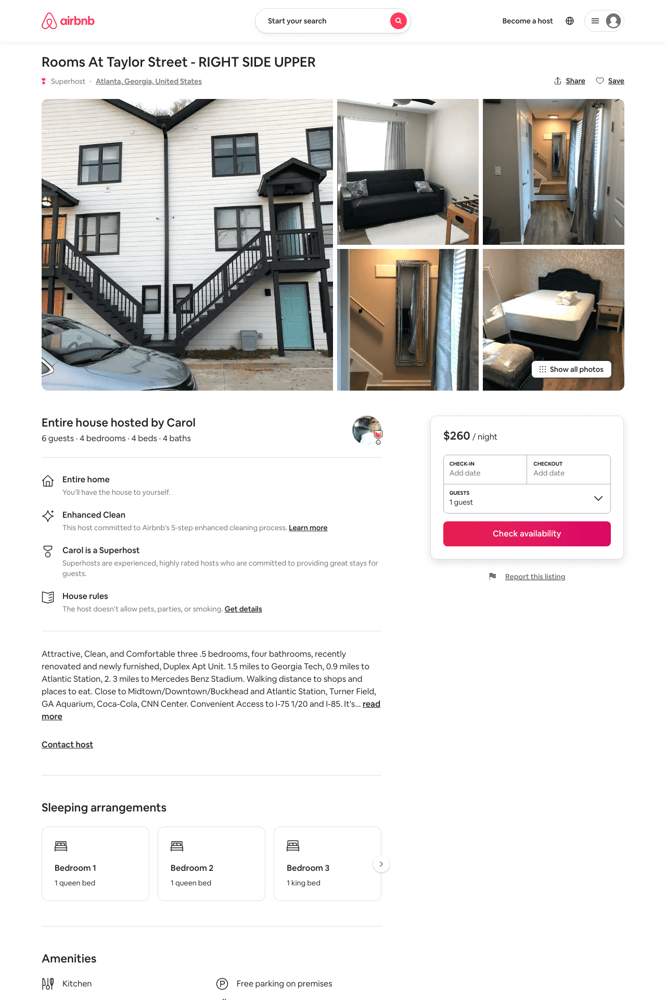 airbnb
Start your search
Become a host
Rooms At Taylor Street - RIGHT SIDE UPPER
Superhost · Atlanta, Georgia, United States
Share
Save
Show all photos
Entire house hosted by Carol
6 guests · 4 bedrooms · 4 beds · 4 baths
$260 / night
CHECK-IN
Add date
CHECKOUT
Add date
GUESTS
1 guest
Check availability
Report this listing
Entire home
You’ll have the house to yourself.
Enhanced Clean
This host committed to Airbnb's 5-step enhanced cleaning process. Learn more
Carol is a Superhost
Superhosts are experienced, highly rated hosts who are committed to providing great stays for
guests.
House rules
The host doesn’t allow pets, parties, or smoking. Get details
Attractive, Clean, and Comfortable three .5 bedrooms, four bathrooms, recently
renovated and newly furnished, Duplex Apt Unit. 1.5 miles to Georgia Tech, 0.9 miles to
Atlantic Station, 2. 3 miles to Mercedes Benz Stadium. Walking distance to shops and
places to eat. Close to Midtown/Downtown/Buckhead and Atlantic Station, Turner Field,
GA Aquarium, Coca-Cola, CNN Center. Convenient Access to I-75 1/20 and I-85. It's... read
more
Contact host
Sleeping arrangements
Bedroom 1
1 queen bed
Bedroom 2
1 queen bed
Bedroom 3
1 king bed
Amenities
Kitchen
Free parking on premises